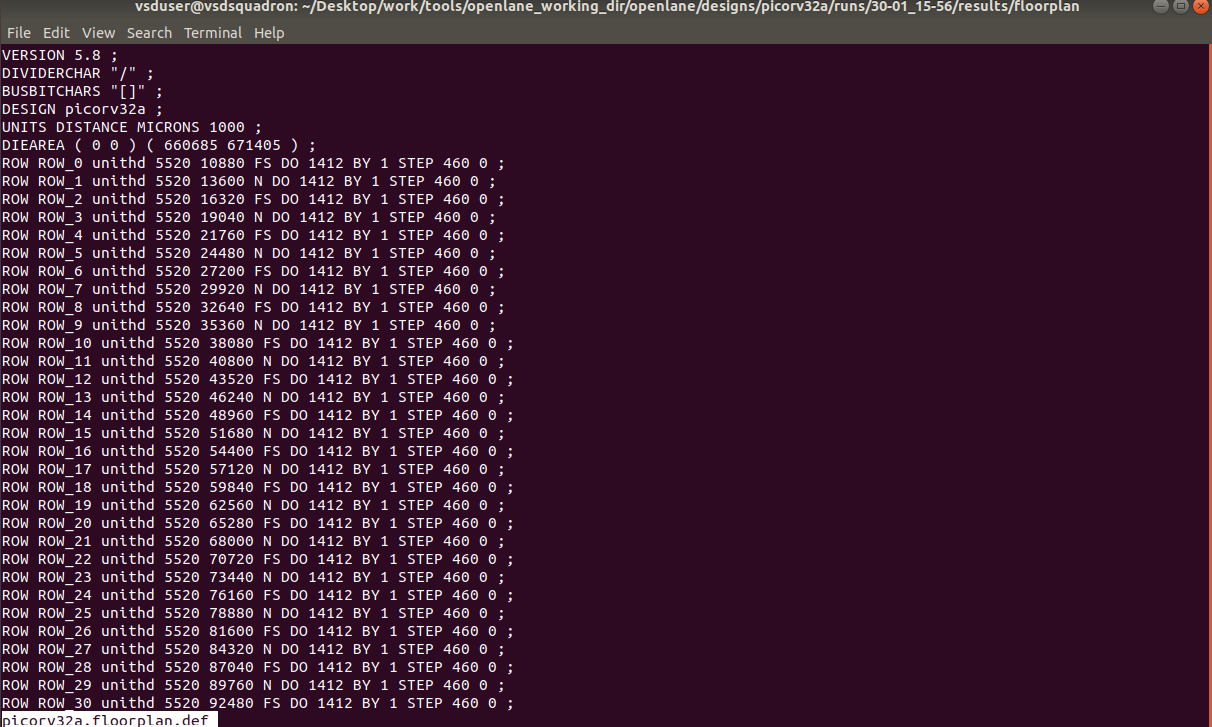 vsduser@vsdsquadron: ~/Desktop/work/tools/openlane_working_dir/openlane/designs/picorv32a/runs/30-01_15-56/results/floorplan
File Edit View Search Terminal Help
VERSION 5.8 ;
DIVIDERCHAR "/" ;
BUSBITCHARS "[]" ;
DESIGN picorv32a ;
UNITS DISTANCE MICRONS 1000 ;
DIEAREA ( 0 0 ) ( 660685 671405 ) ;
ROW ROW_0 unithd 5520 10880 FS DO 1412 BY 1 STEP 460 0 ;
ROW ROW_1 unithd 5520 13600 N DO 1412 BY 1 STEP 460 0 ;
ROW ROW_2 unithd 5520 16320 FS DO 1412 BY 1 STEP 460 0 ;
ROW ROW_3 unithd 5520 19040 N DO 1412 BY 1 STEP 460 0 ;
ROW ROW_4 unithd 5520 21760 FS DO 1412 BY 1 STEP 460 0 ;
ROW ROW_5 unithd 5520 24480 N DO 1412 BY 1 STEP 460 0 ;
ROW ROW_6 unithd 5520 27200 FS DO 1412 BY 1 STEP 460 0 ;
ROW ROW_7 unithd 5520 29920 N DO 1412 BY 1 STEP 460 0 ;
ROW ROW_8 unithd 5520 32640 FS DO 1412 BY 1 STEP 460 0 ;
ROW ROW_9 unithd 5520 35360 N DO 1412 BY 1 STEP 460 0 ;
ROW ROW_10 unithd 5520 38080 FS DO 1412 BY 1 STEP 460 0 ;
ROW ROW_11 unithd 5520 40800 N DO 1412 BY 1 STEP 460 0 ;
ROW ROW_12 unithd 5520 43520 FS DO 1412 BY 1 STEP 460 0 ;
ROW ROW_13 unithd 5520 46240 N DO 1412 BY 1 STEP 460 0 ;
ROW ROW_14 unithd 5520 48960 FS DO 1412 BY 1 STEP 460 0 ;
ROW ROW_15 unithd 5520 51680 N DO 1412 BY 1 STEP 460 0 ;
ROW ROW_16 unithd 5520 54400 FS DO 1412 BY 1 STEP 460 0 ;
ROW ROW_17 unithd 5520 57120 N DO 1412 BY 1 STEP 460 0 ;
ROW ROW_18 unithd 5520 59840 FS DO 1412 BY 1 STEP 460 0 ;
ROW ROW_19 unithd 5520 62560 N DO 1412 BY 1 STEP 460 0 ;
ROW ROW_20 unithd 5520 65280 FS DO 1412 BY 1 STEP 460 0 ;
ROW ROW_21 unithd 5520 68000 N DO 1412 BY 1 STEP 460 0 ;
ROW ROW_22 unithd 5520 70720 FS DO 1412 BY 1 STEP 460 0 ;
ROW ROW_23 unithd 5520 73440 N DO 1412 BY 1 STEP 460 0 ;
ROW ROW_24 unithd 5520 76160 FS DO 1412 BY 1 STEP 460 0 ;
ROW ROW_25 unithd 5520 78880 N DO 1412 BY 1 STEP 460 0 ;
ROW ROW_26 unithd 5520 81600 FS DO 1412 BY 1 STEP 460 0 ;
ROW ROW_27 unithd 5520 84320 N DO 1412 BY 1 STEP 460 0 ;
ROW ROW_28 unithd 5520 87040 FS DO 1412 BY 1 STEP 460 0 ;
ROW ROW_29 unithd 5520 89760 N DO 1412 BY 1 STEP 460 0 ;
ROW ROW_30 unithd 5520 92480 FS DO 1412 BY 1 STEP 460 0 ;
picorv32a.floorplan.def